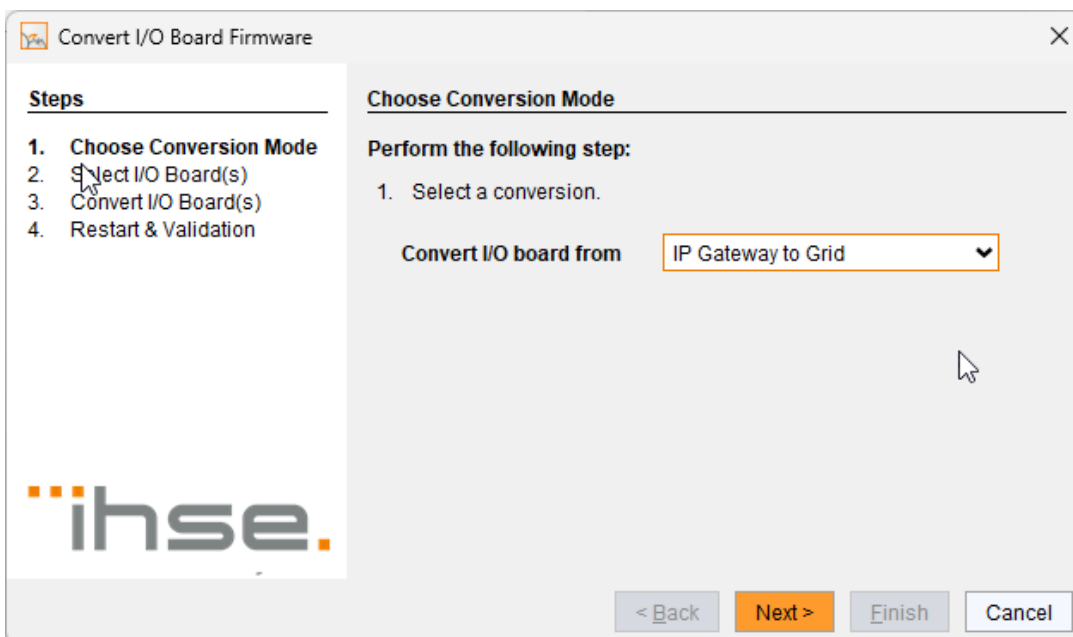 Convert I/O Board Firmware
Steps
1. Choose Conversion Mode
2. Select I/O Board(s)
3. Convert I/O Board(s)
4. Restart & Validation
ihse.
Choose Conversion Mode
Perform the following step:
1. Select a conversion.
Convert I/O board from IP Gateway to Grid
< Back Next > Finish Cancel